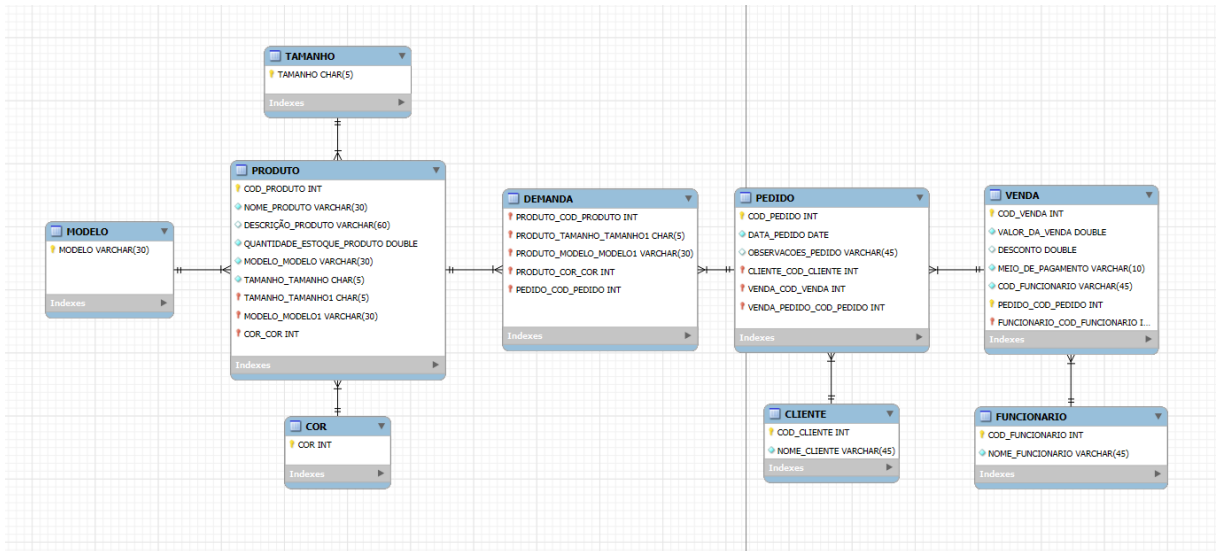 TAMANHO
TAMANHO CHAR(5)
Indexes
PRODUTO
COD_PRODUTO INT
NOME_PRODUTO VARCHAR(30)
DESCRIÇÃO_PRODUTO VARCHAR(60)
QUANTIDADE_ESTOQUE_PRODUTO DOUBLE
MODELO_MODELO VARCHAR(30)
TAMANHO_TAMANHO CHAR(5)
TAMANHO_TAMANHO1 CHAR(5)
MODELO_MODELO1 VARCHAR(30)
COR_COR INT
Indexes
MODELO
MODELO VARCHAR(30)
Indexes
COR
COR INT
Indexes
DEMANDA
PRODUTO_COD_PRODUTO INT
PRODUTO_TAMANHO_TAMANHO1 CHAR(5)
PRODUTO_MODELO_MODELO1 VARCHAR(30)
PRODUTO_COR_COR INT
PEDIDO_COD_PEDIDO INT
Indexes
PEDIDO
COD_PEDIDO INT
DATA_PEDIDO DATE
OBSERVACOES_PEDIDO VARCHAR(45)
CLIENTE_COD_CLIENTE INT
VENDA_COD_VENDA INT
VENDA_PEDIDO_COD_PEDIDO INT
Indexes
VENDA
COD_VENDA INT
VALOR_DA_VENDA DOUBLE
DESCONTO DOUBLE
MEIO_DE_PAGAMENTO VARCHAR(10)
COD_FUNCIONARIO VARCHAR(45)
PEDIDO_COD_PEDIDO INT
FUNCIONARIO_COD_FUNCIONARIO I...
Indexes
CLIENTE
COD_CLIENTE INT
NOME_CLIENTE VARCHAR(45)
Indexes
FUNCIONARIO
COD_FUNCIONARIO INT
NOME_FUNCIONARIO VARCHAR(45)
Indexes